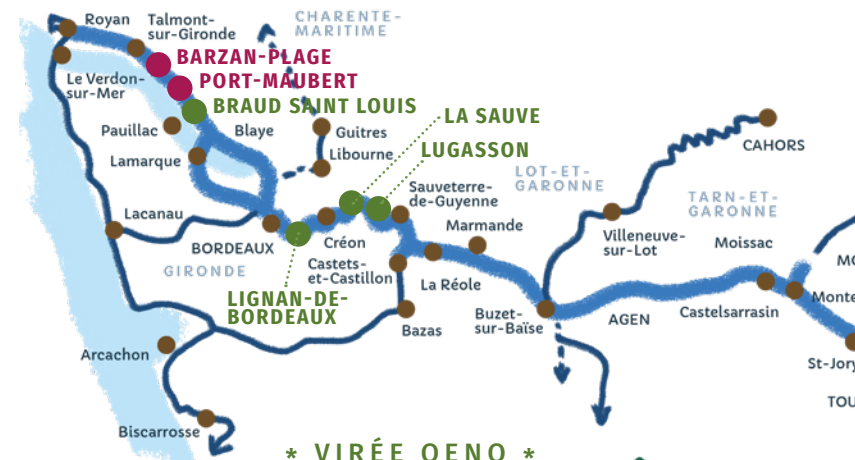 CHARENTE-
MARITIME
Royan
Talmont-
sur-Gironde
BARZAN-PLAGE
PORT-MAUBERT
BRAUD SAINT LOUIS
Le Verdon-
sur-Mer
Pauillac
Blaye
Lamarque
Guitres
Libourne
LA SAUVE
LUGASSON
Sauveterre-
de-Guyenne
LOT-ET-
GARONNE
CAHORS
TARN-ET-
GARONNE
Lacanau
BORDEAUX
GIRONDE
Créon
Castets-
et-Castillon
Marmande
La Réole
Villeneuve-
sur-Lot
Moissac
MO
Monte
Castelsarrasin
LIGNAN-DE-
BORDEAUX
Bazas
Buzet-
sur-Baïse
AGEN
St-Jory
TOU
Arcachon
Biscarrosse
* VIRÉE OENO *